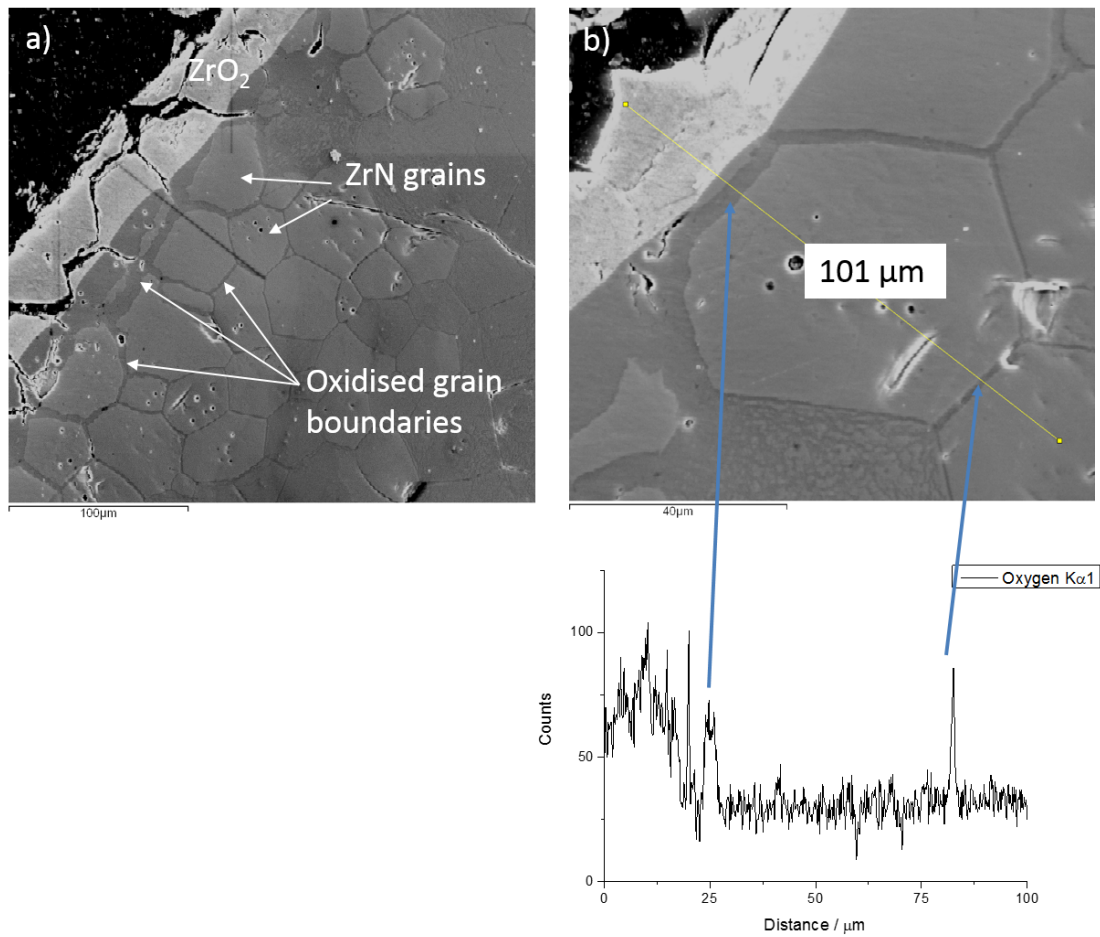 a)
ZrO2
ZrN grains
Oxidised grain
boundaries
100µm
b)
101 µm
40µm
Oxygen Kα1
100
50
0
Counts
0
25
50
75
100
Distance / µm